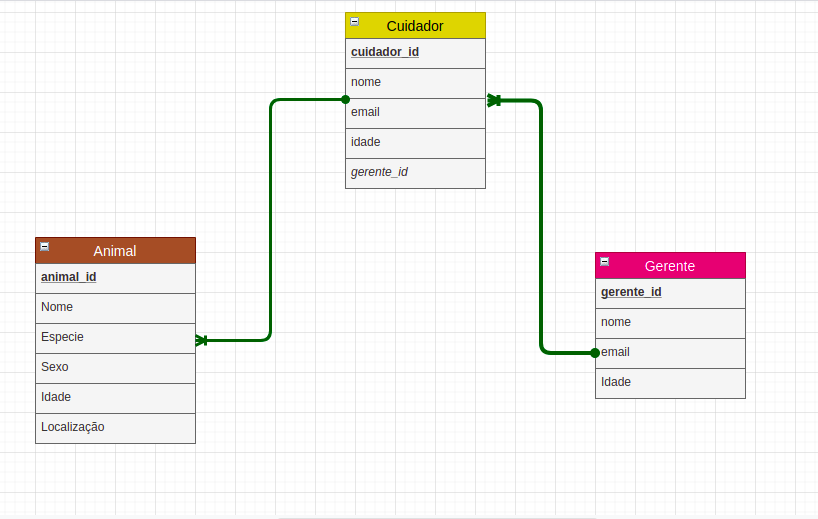 Cuidador
cuidador_id
nome
email
idade
gerente_id
Animal
animal_id
Nome
Especie
Sexo
Idade
Localização
Gerente
gerente_id
nome
email
Idade